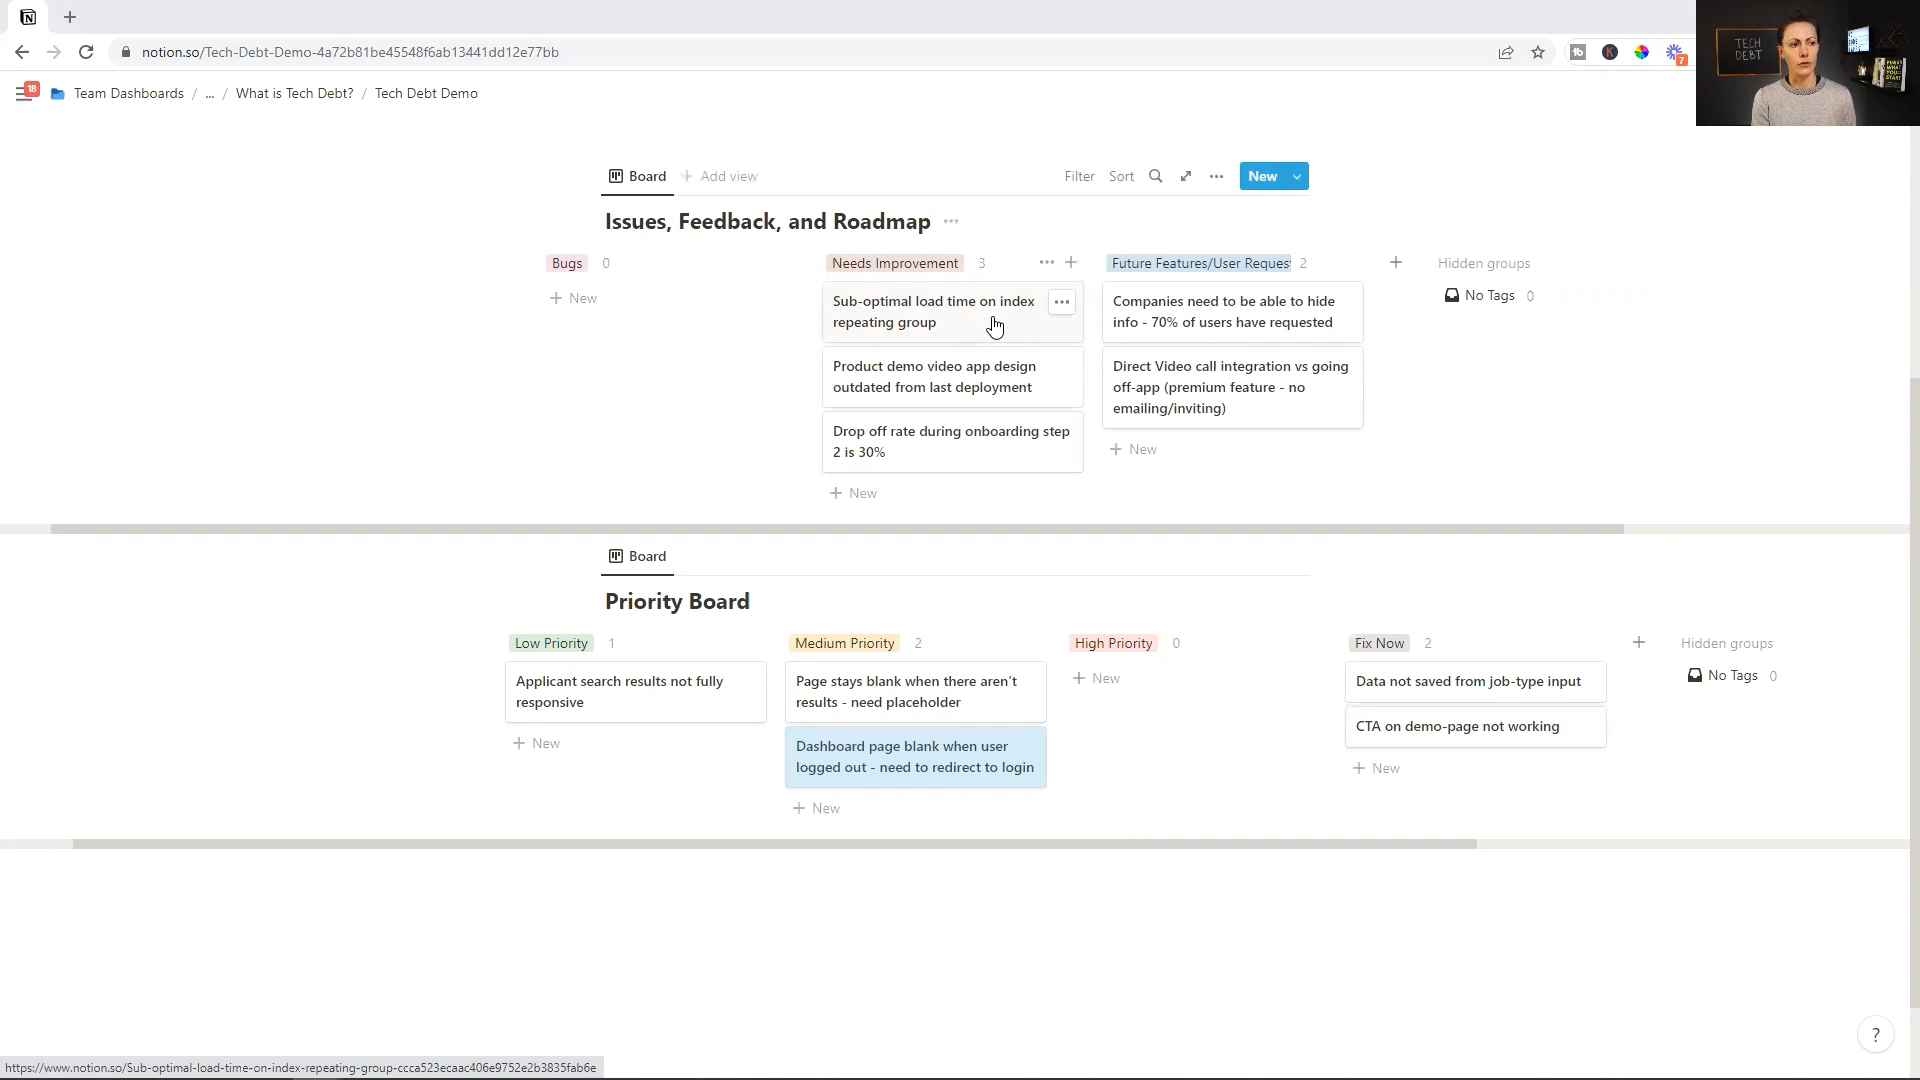 notion.so/Tech-Debt-Demo-4a72b81be45548f6ab13441dd12e77bb
7
TECH
DEBT
FINISH
WHAT
YOU
START
18
Team Dashboards / ... / What is Tech Debt? / Tech Debt Demo
Board
Add view
Filter
Sort
New
Issues, Feedback, and Roadmap
Bugs 0
New
Needs Improvement 3
Sub-optimal load time on index
repeating group
Product demo video app design
outdated from last deployment
Drop off rate during onboarding step
2 is 30%
New
Future Features/User Reques 2
Companies need to be able to hide
info - 70% of users have requested
Direct Video call integration vs going
off-app (premium feature - no
emailing/inviting)
New
Hidden groups
No Tags 0
Board
Priority Board
Low Priority 1
Applicant search results not fully
responsive
New
Medium Priority 2
Page stays blank when there aren't
results - need placeholder
Dashboard page blank when user
logged out - need to redirect to login
New
High Priority 0
New
Fix Now 2
Data not saved from job-type input
CTA on demo-page not working
New
Hidden groups
No Tags 0
?
https://www.notion.so/Sub-optimal-load-time-on-index-repeating-group-ccca523ecaac406e9752e2b3835fab6e